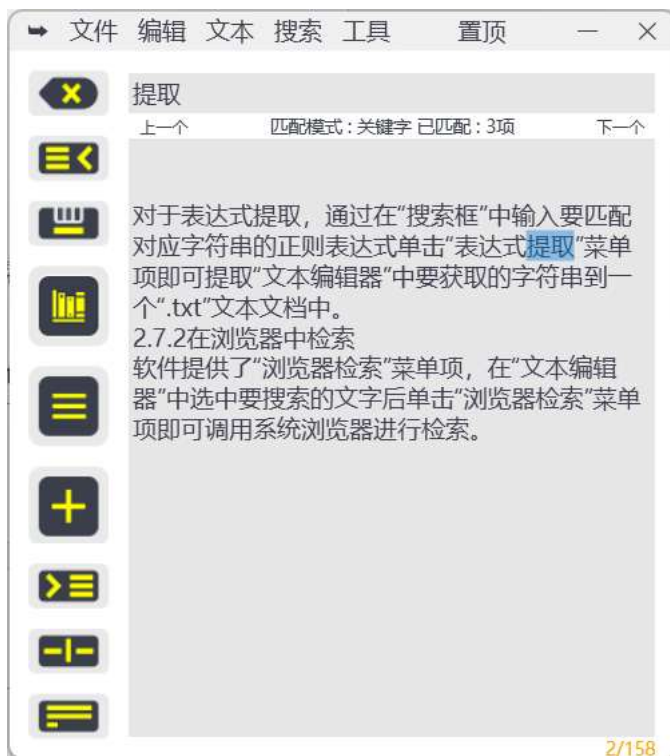 文件 编辑 文本 搜索 工具 置顶
提取
上一个 匹配模式 : 关键字 已匹配 : 3项 下一个
对于表达式提取，通过在“搜索框”中输入要匹配
对应字符串的正则表达式单击“表达式提取”菜单
项即可提取“文本编辑器”中要获取的字符串到一
个“.txt”文本文档中。
2.7.2在浏览器中检索
软件提供了“浏览器检索”菜单项，在“文本编辑
器”中选中要搜索的文字后单击“浏览器检索”菜单
项即可调用系统浏览器进行检索。
2/158